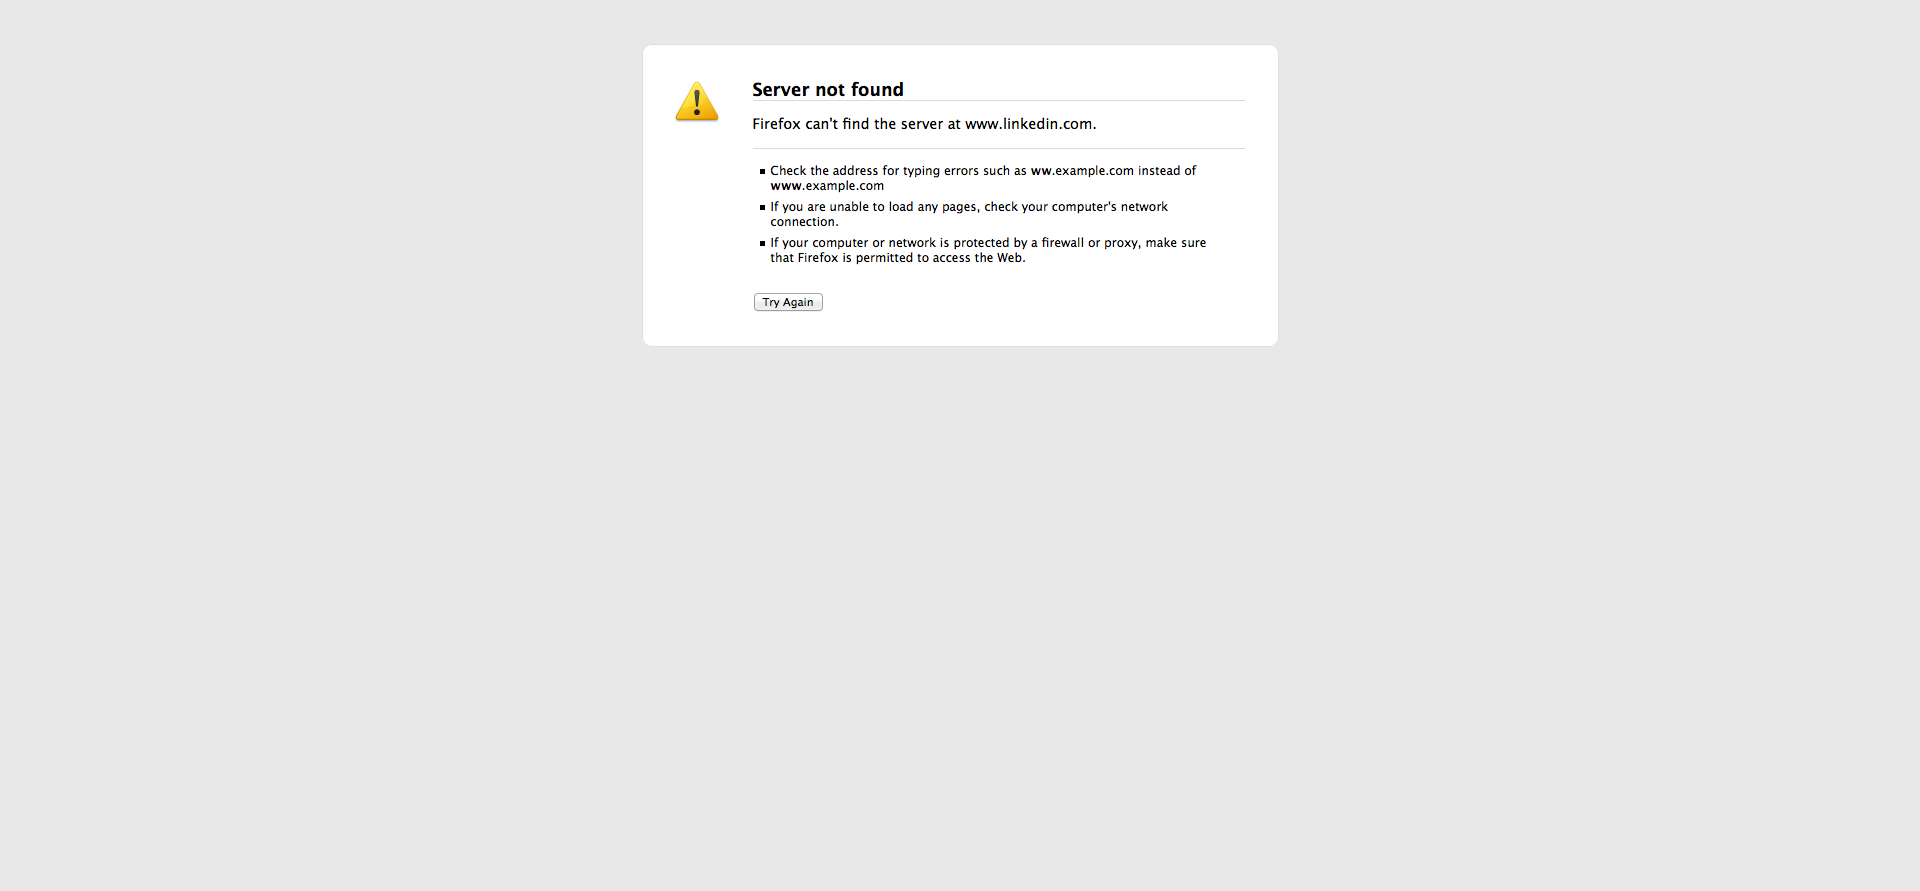 Server not found
Firefox can't find the server at www.linkedin.com.
Check the address for typing errors such as ww.example.com instead of
www.example.com
If you are unable to load any pages, check your computer's network
connection.
If your computer or network is protected by a firewall or proxy, make sure
that Firefox is permitted to access the Web.
Try Again